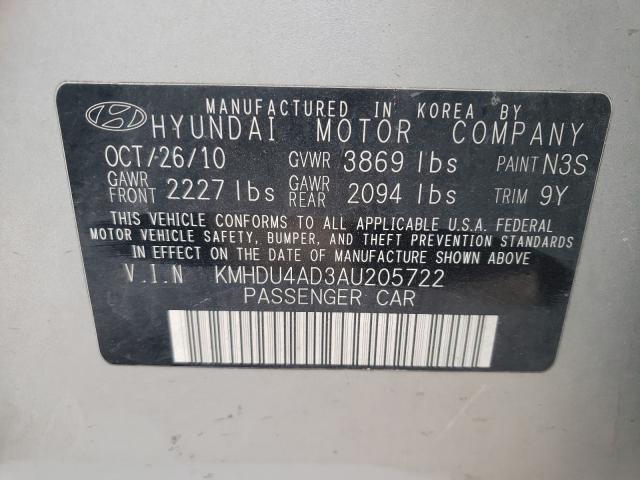 MANUFACTURED IN KOREA BY
HYUNDAI MOTOR COMPANY
OCT/26/10 GVWR 3869 lbs PAINT N3S
GAWR FRONT 2227 lbs GAWR REAR 2094 lbs TRIM 9Y
THIS VEHICLE CONFORMS TO ALL APPLICABLE U.S.A. FEDERAL
MOTOR VEHICLE SAFETY, BUMPER, AND THEFT PREVENTION STANDARDS
IN EFFECT ON THE DATE OF MANUFACTURE SHOWN ABOVE
V.I.N KMHDU4AD3AU205722
PASSENGER CAR